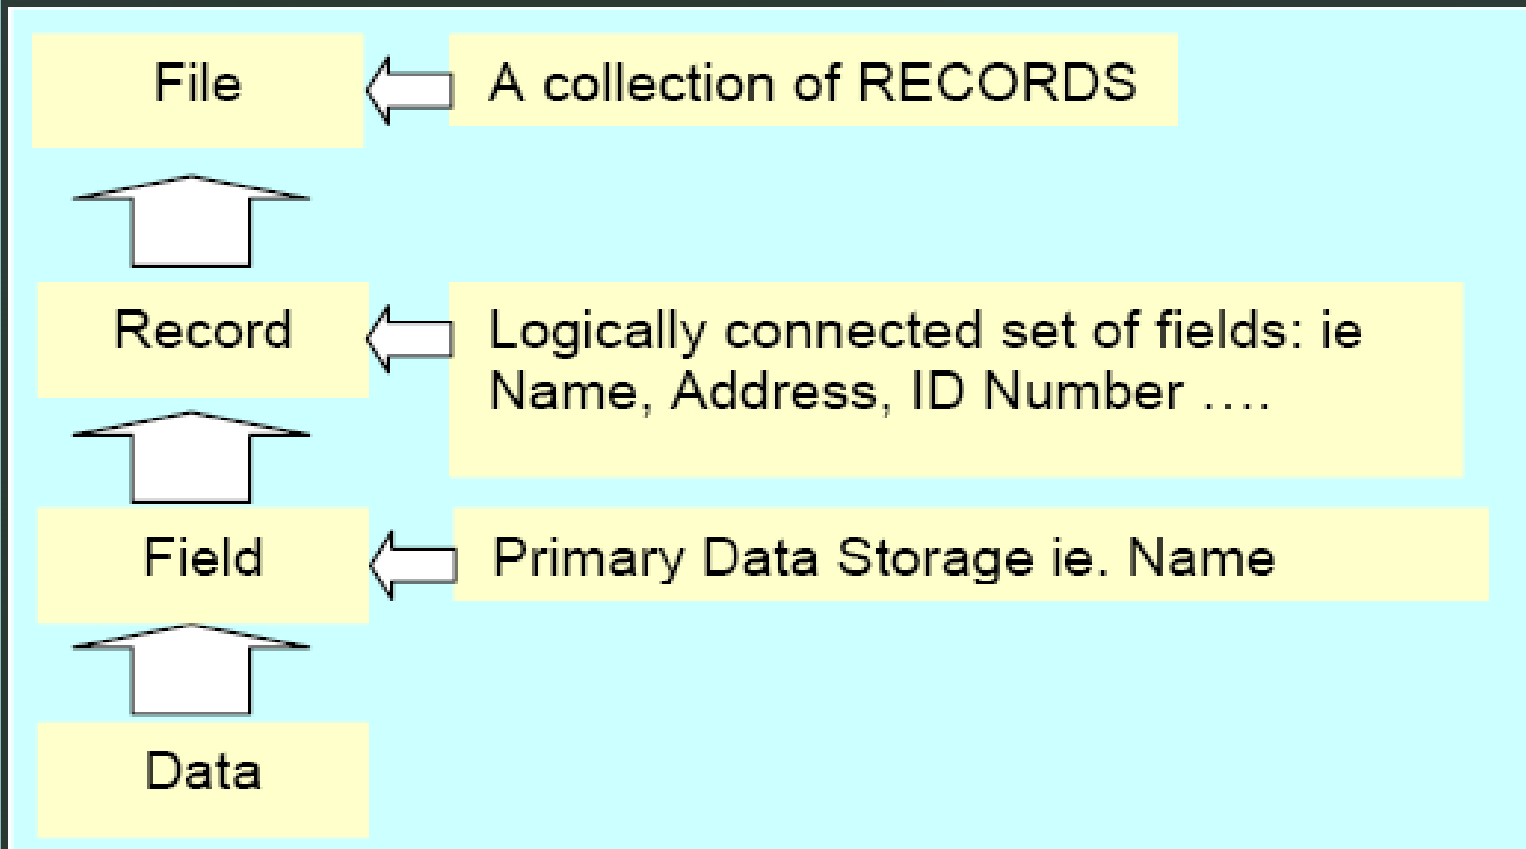 File
A collection of RECORDS
Record
Logically connected set of fields: ie
Name, Address, ID Number ....
Field
Primary Data Storage ie. Name
Data